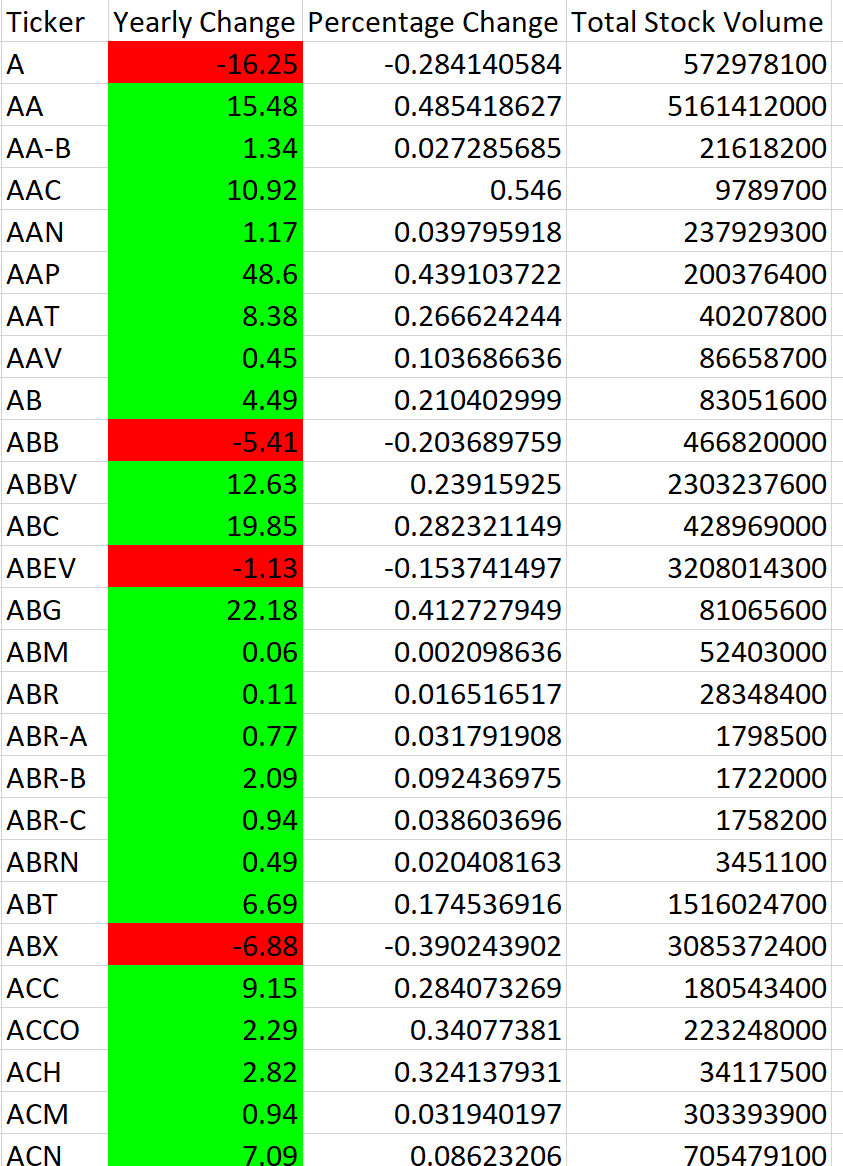 Ticker Yearly Change Percentage Change Total Stock Volume
A -16.25 -0.284140584 572978100
AA 15.48 0.485418627 5161412000
AA-B 1.34 0.027285685 21618200
AAC 10.92 0.546 9789700
AAN 1.17 0.039795918 237929300
AAP 48.6 0.439103722 200376400
AAT 8.38 0.266624244 40207800
AAV 0.45 0.103686636 86658700
AB 4.49 0.210402999 83051600
ABB -5.41 -0.203689759 466820000
ABBV 12.63 0.23915925 2303237600
ABC 19.85 0.282321149 428969000
ABEV -1.13 -0.153741497 3208014300
ABG 22.18 0.412727949 81065600
ABM 0.06 0.002098636 52403000
ABR 0.11 0.016516517 28348400
ABR-A 0.77 0.031791908 1798500
ABR-B 2.09 0.092436975 1722000
ABR-C 0.94 0.038603696 1758200
ABRN 0.49 0.020408163 3451100
ABT 6.69 0.174536916 1516024700
ABX -6.88 -0.390243902 3085372400
ACC 9.15 0.284073269 180543400
ACCO 2.29 0.34077381 223248000
ACH 2.82 0.324137931 34117500
ACM 0.94 0.031940197 303393900
ACN 7.09 0.08623206 705479100